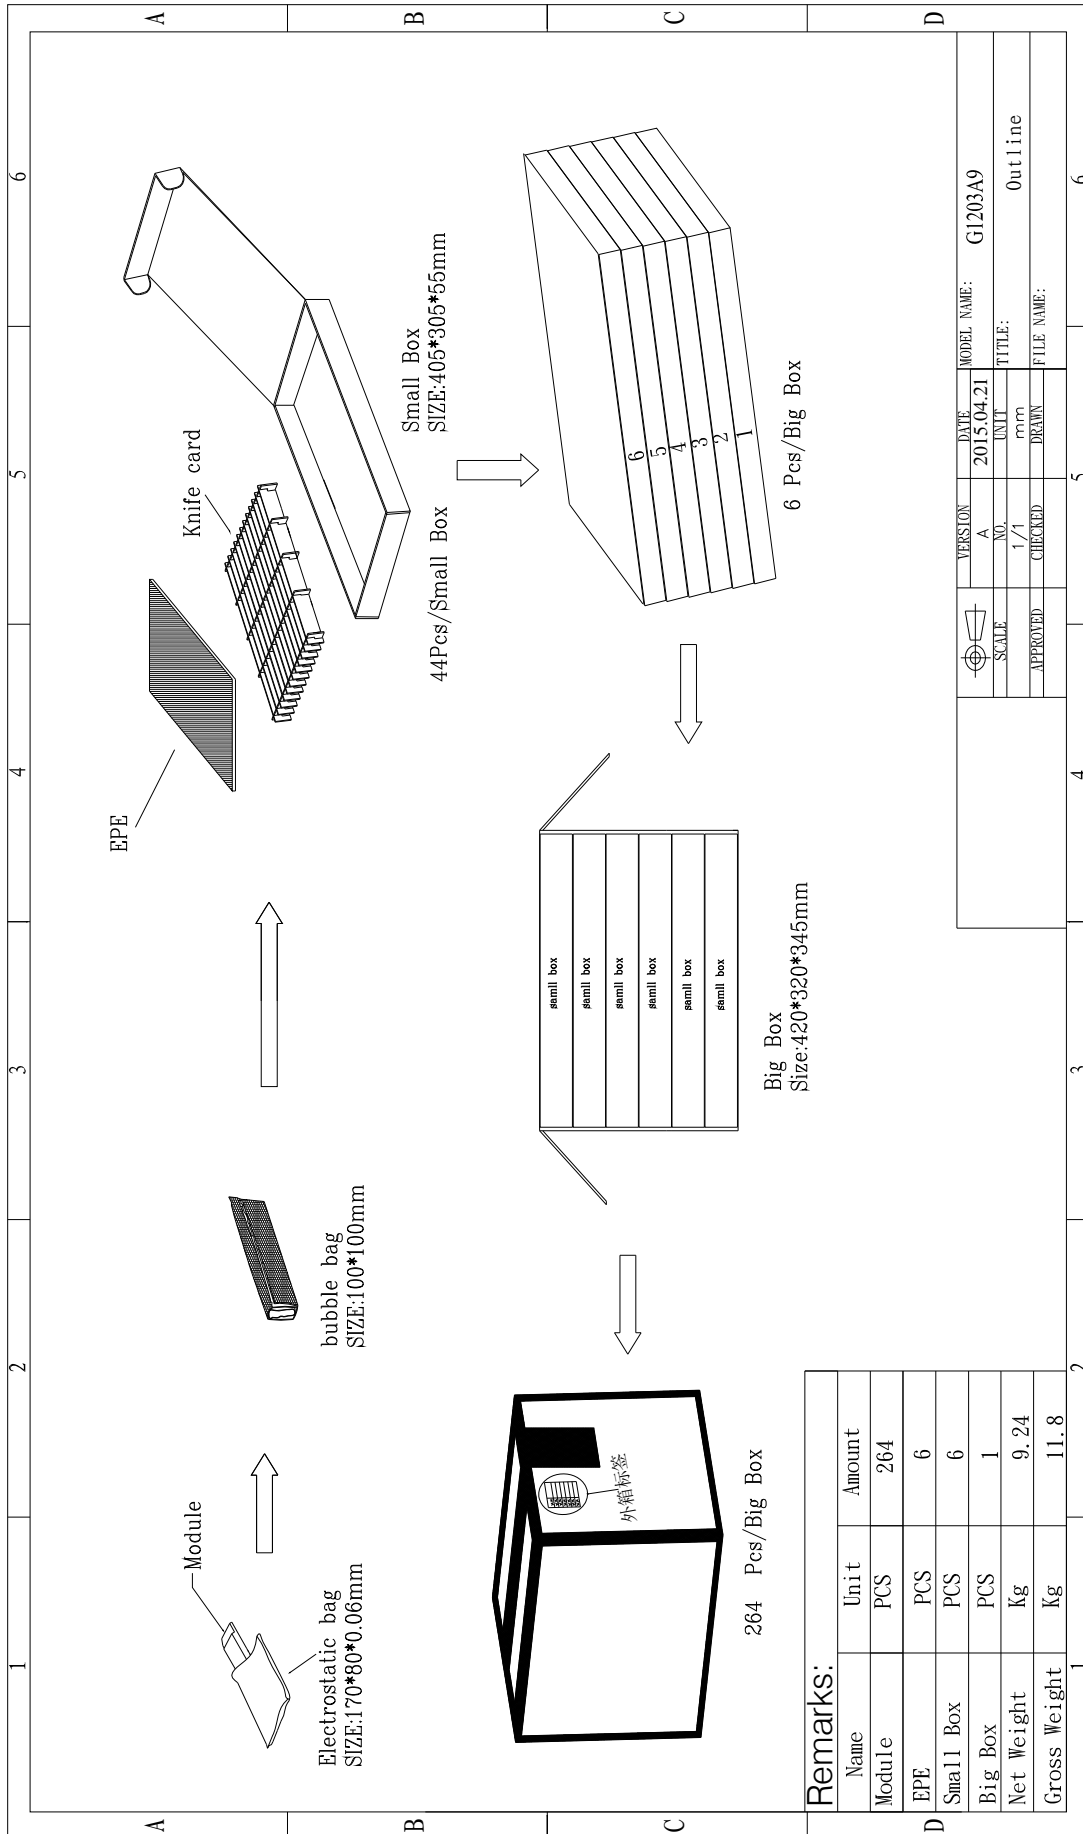 1 2 3 4 5 6
A
B
C
D
Module
Electrostatic bag
SIZE:170*80*0.06mm
bubble bag
SIZE:100*100mm
EPE
Knife card
44Pcs/Small Box
Small Box
SIZE:405*305*55mm
6
5
4
3
2
1
6 Pcs/Big Box
samll box
samll box
samll box
samll box
samll box
samll box
Big Box
Size:420*320*345mm
外箱标签
264 Pcs/Big Box
Remarks:
Name Unit Amount
Module PCS 264
EPE PCS 6
Small Box PCS 6
Big Box PCS 1
Net Weight Kg 9.24
Gross Weight Kg 11.8
VERSION DATE MODEL NAME: G1203A9
A 2015.04.21
SCALE NO. UNIT TITLE: Outline
1/1 mm
APPROVED CHECKED DRAWN FILE NAME:
A
B
C
D
1 2 3 4 5 6